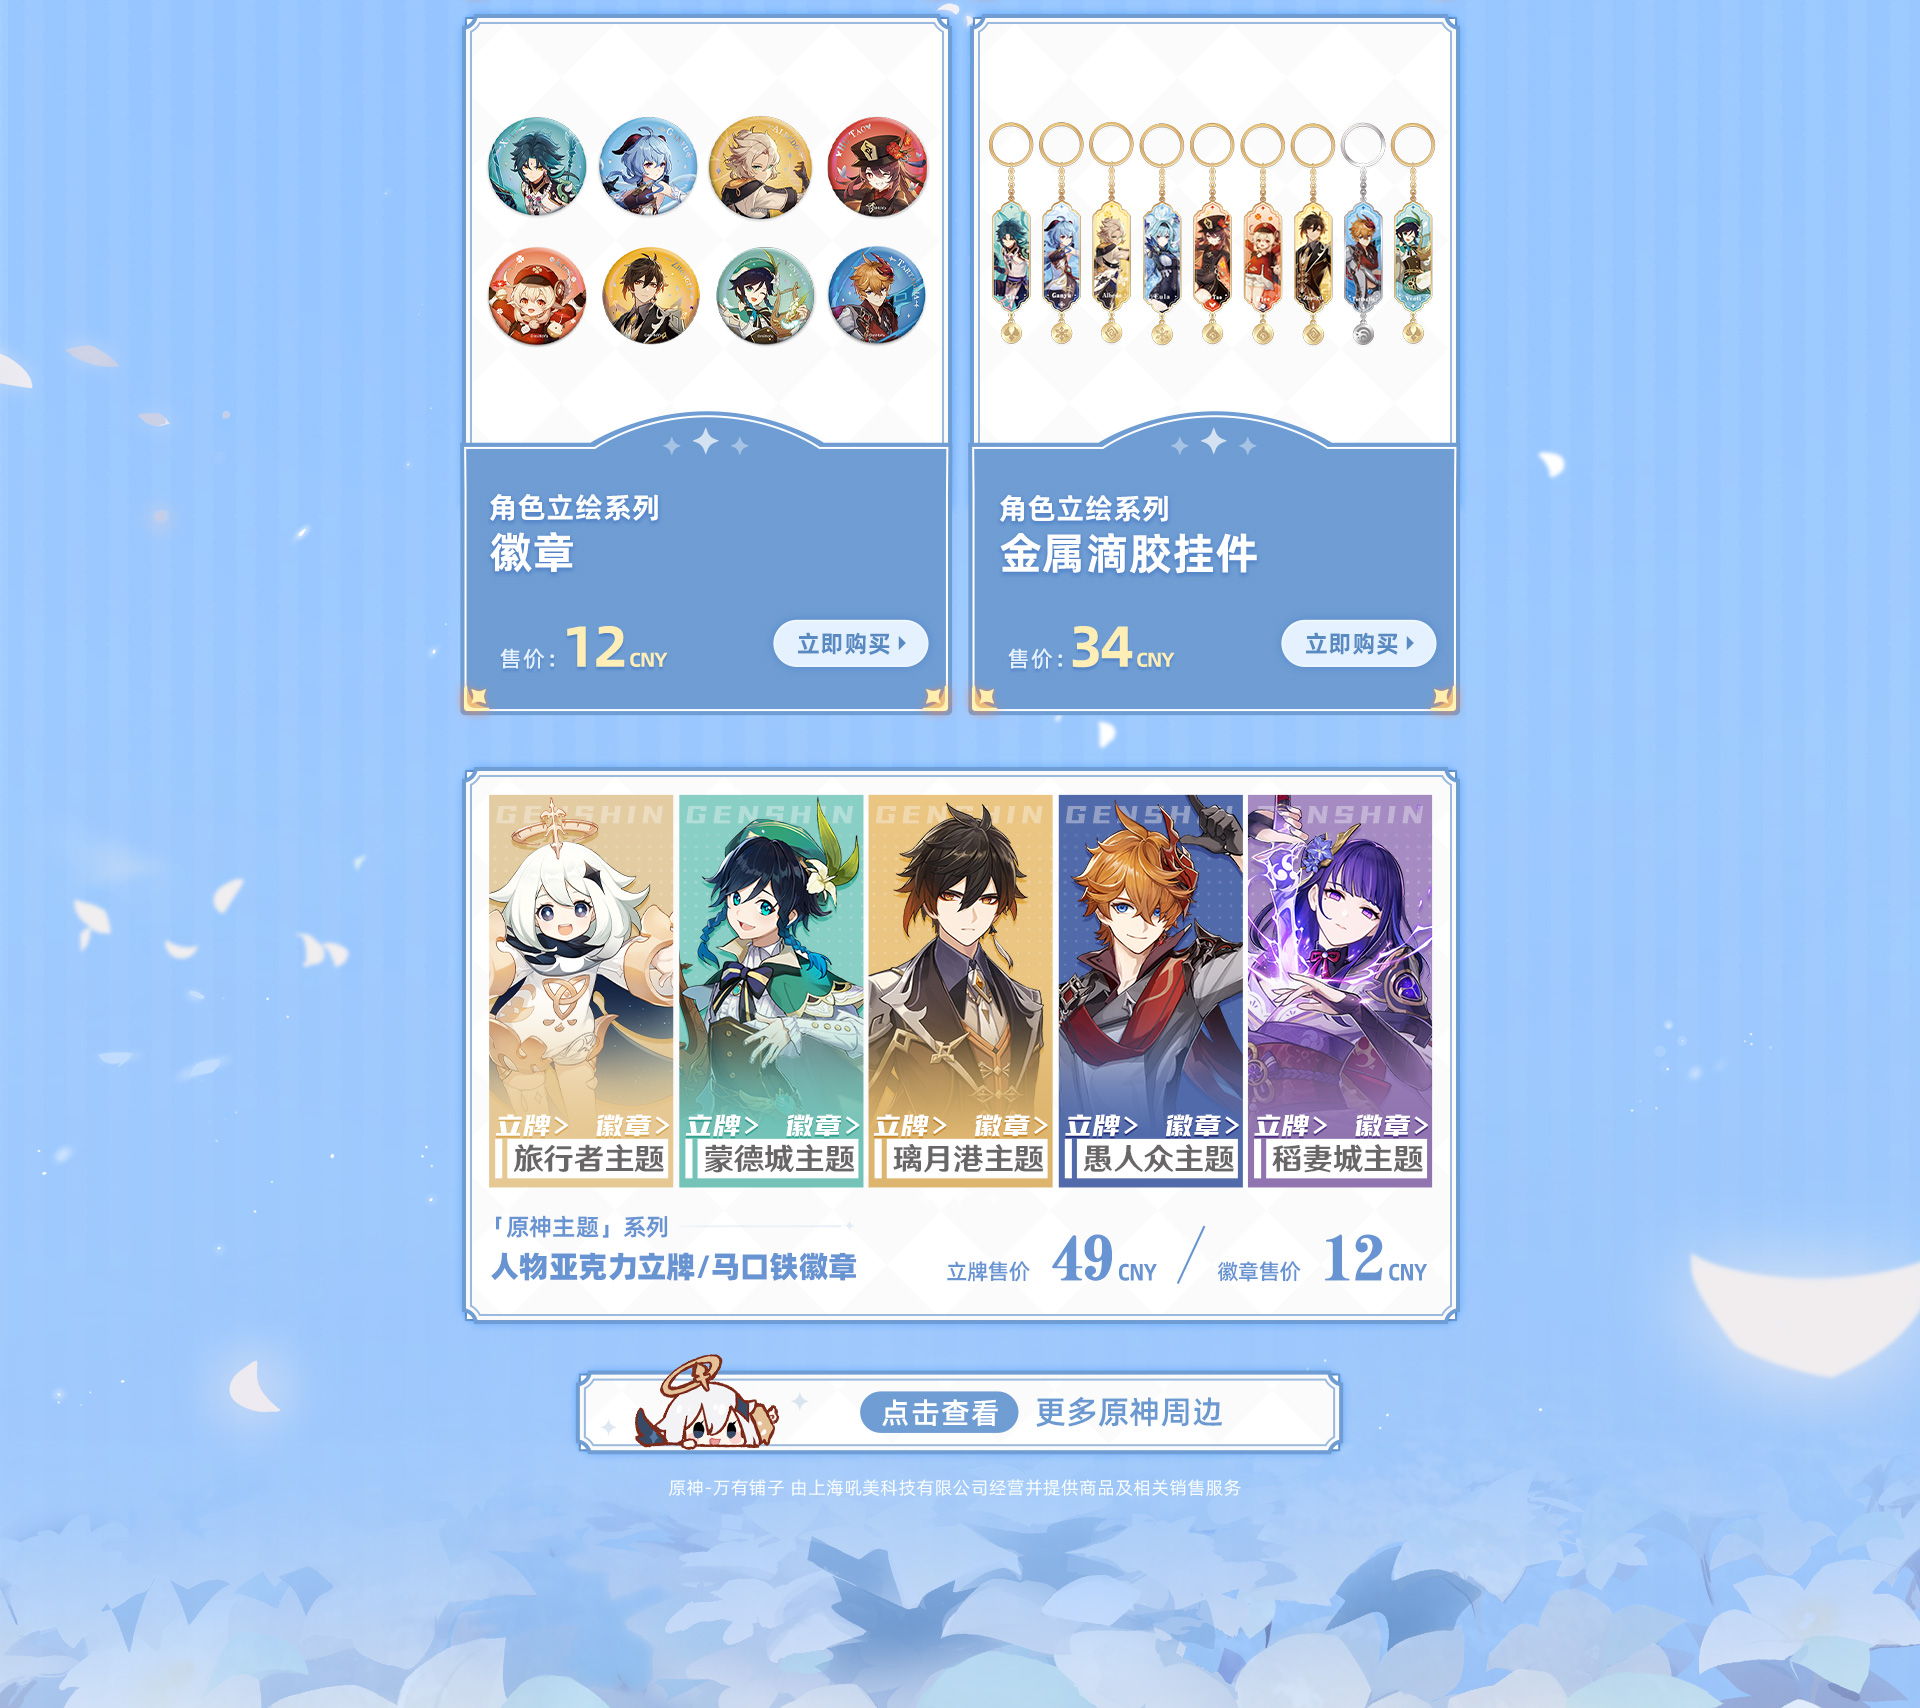 角色立绘系列
徽章
售价：12CNY
立即购买
角色立绘系列
金属滴胶挂件
售价：34CNY
立即购买
GENSHIN GENSHIN GENSHIN GENSHIN GENSHIN
立牌> 徽章> 立牌> 徽章> 立牌> 徽章> 立牌> 徽章> 立牌> 徽章>
旅行者主题 蒙德城主题 璃月港主题 愚人众主题 稻妻城主题
「原神主题」系列
人物亚克力立牌/马口铁徽章
立牌售价 49CNY / 徽章售价 12CNY
点击查看 更多原神周边
原神-万有铺子 由上海吼美科技有限公司经营并提供商品及相关销售服务